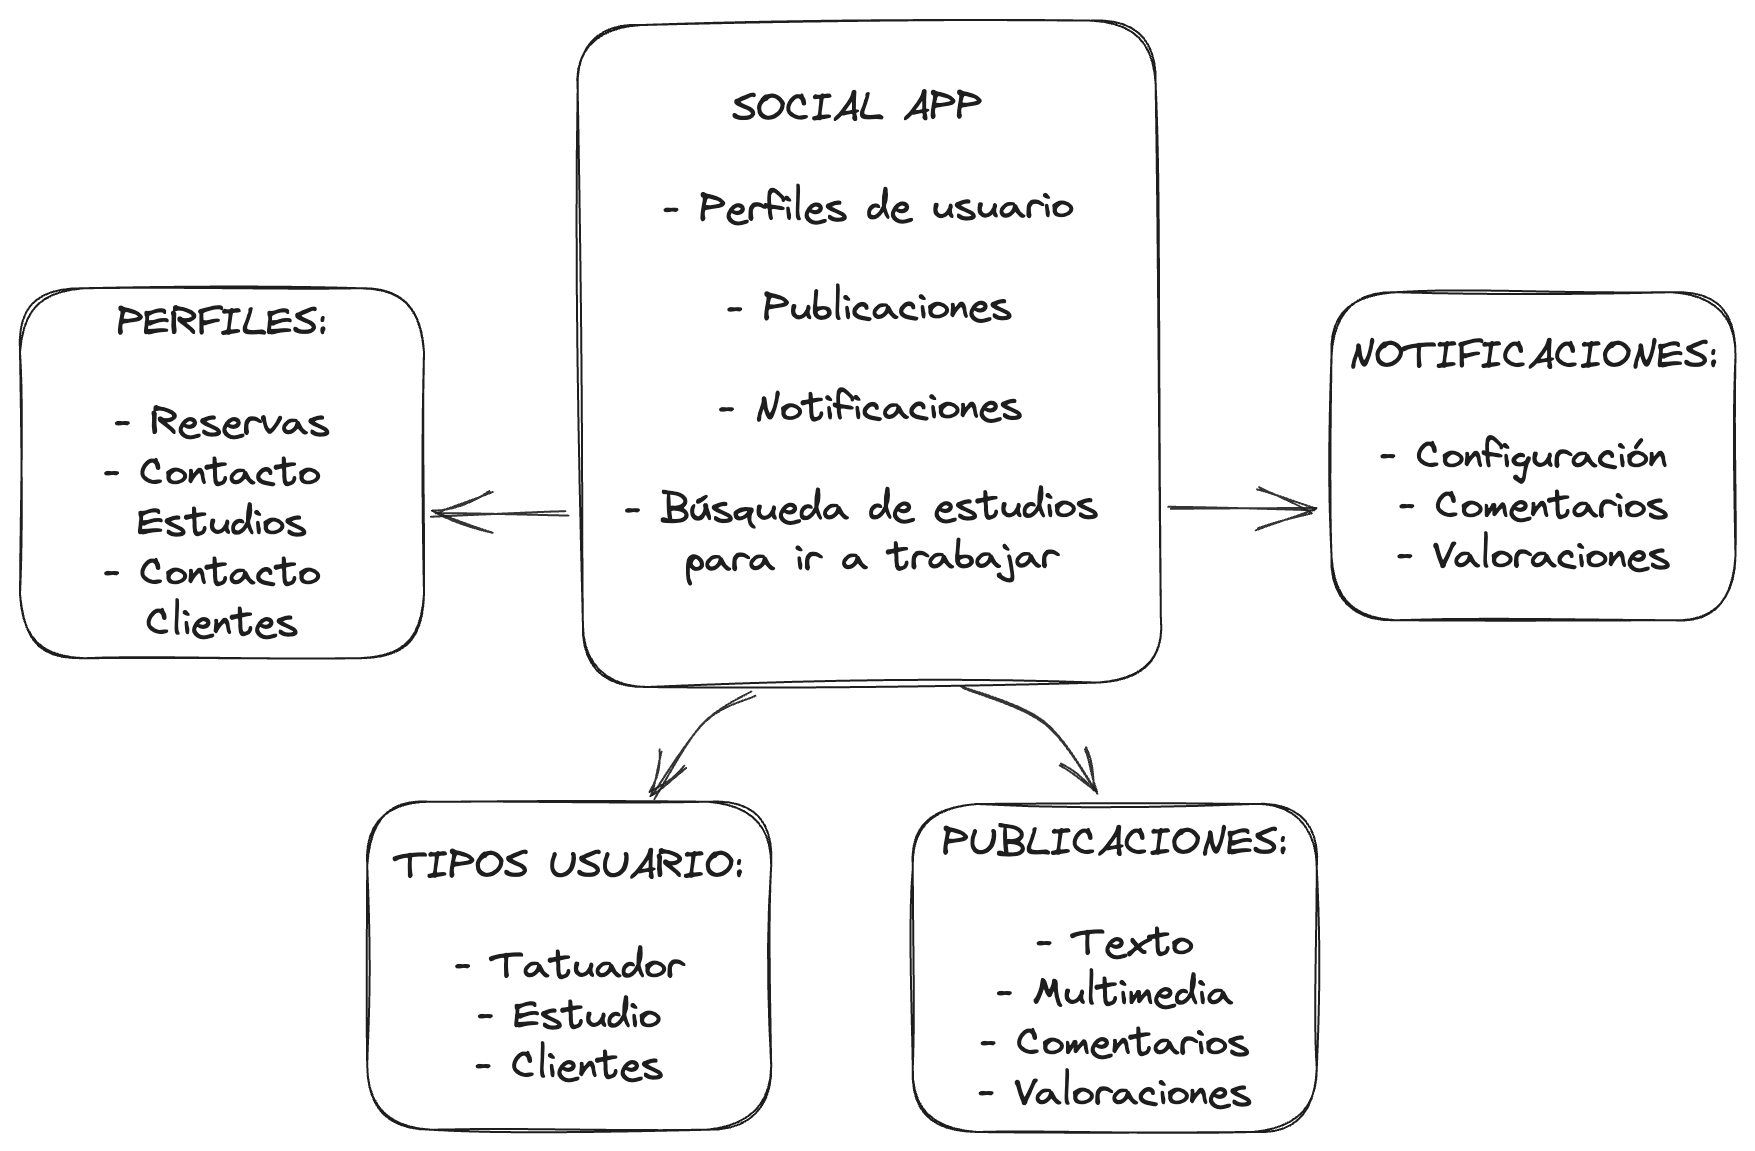 SOCIAL APP
- Perfiles de usuario
- Publicaciones
- Notificaciones
- Búsqueda de estudios
para ir a trabajar
PERFILES:
- Reservas
- Contacto
Estudios
- Contacto
Clientes
NOTIFICACIONES:
- Configuración
- Comentarios
- Valoraciones
TIPOS USUARIO:
- Tatuador
- Estudio
- Clientes
PUBLICACIONES:
- Texto
- Multimedia
- Comentarios
- Valoraciones